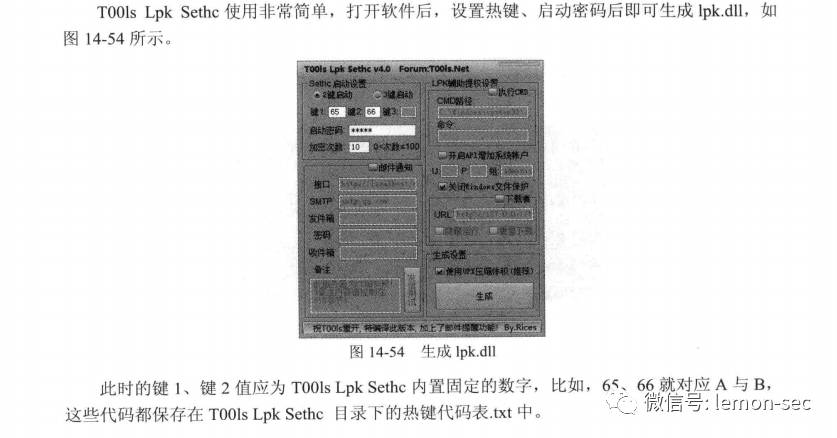 T00ls Lpk Sethc 使用非常简单，打开软件后，设置热键、启动密码后即可生成 lpk.dll，如
图 14-54 所示。
T00ls Lpk Sethc v4.0 Forum:T00ls.Net
Sethc启动设置
2键启动 3键启动
键1: 65 键2: 66 键3:
启动密码: *****
加密次数: 10 0<次数≤100
邮件通知
接口
SMTP smtp.qq.com
发件箱
密码
收件箱
备注
LPK辅助提权设置
执行CMD
CMD路径
命令
开启API增加系统帐户
U: P 组:
关闭Windows文件保护
下载者
URL
生成设置
使用UPX压缩体积(推荐)
生成
祝T00ls重开, 特编译此版本, 加上了邮件提醒功能! By.Rices
图 14-54 生成 lpk.dll
此时的键 1、键 2 值应为 T00ls Lpk Sethc 内置固定的数字，比如，65、66 就对应 A 与 B，
这些代码都保存在 T00ls Lpk Sethc 目录下的热键代码表.txt 中。
微信号: lemon-sec